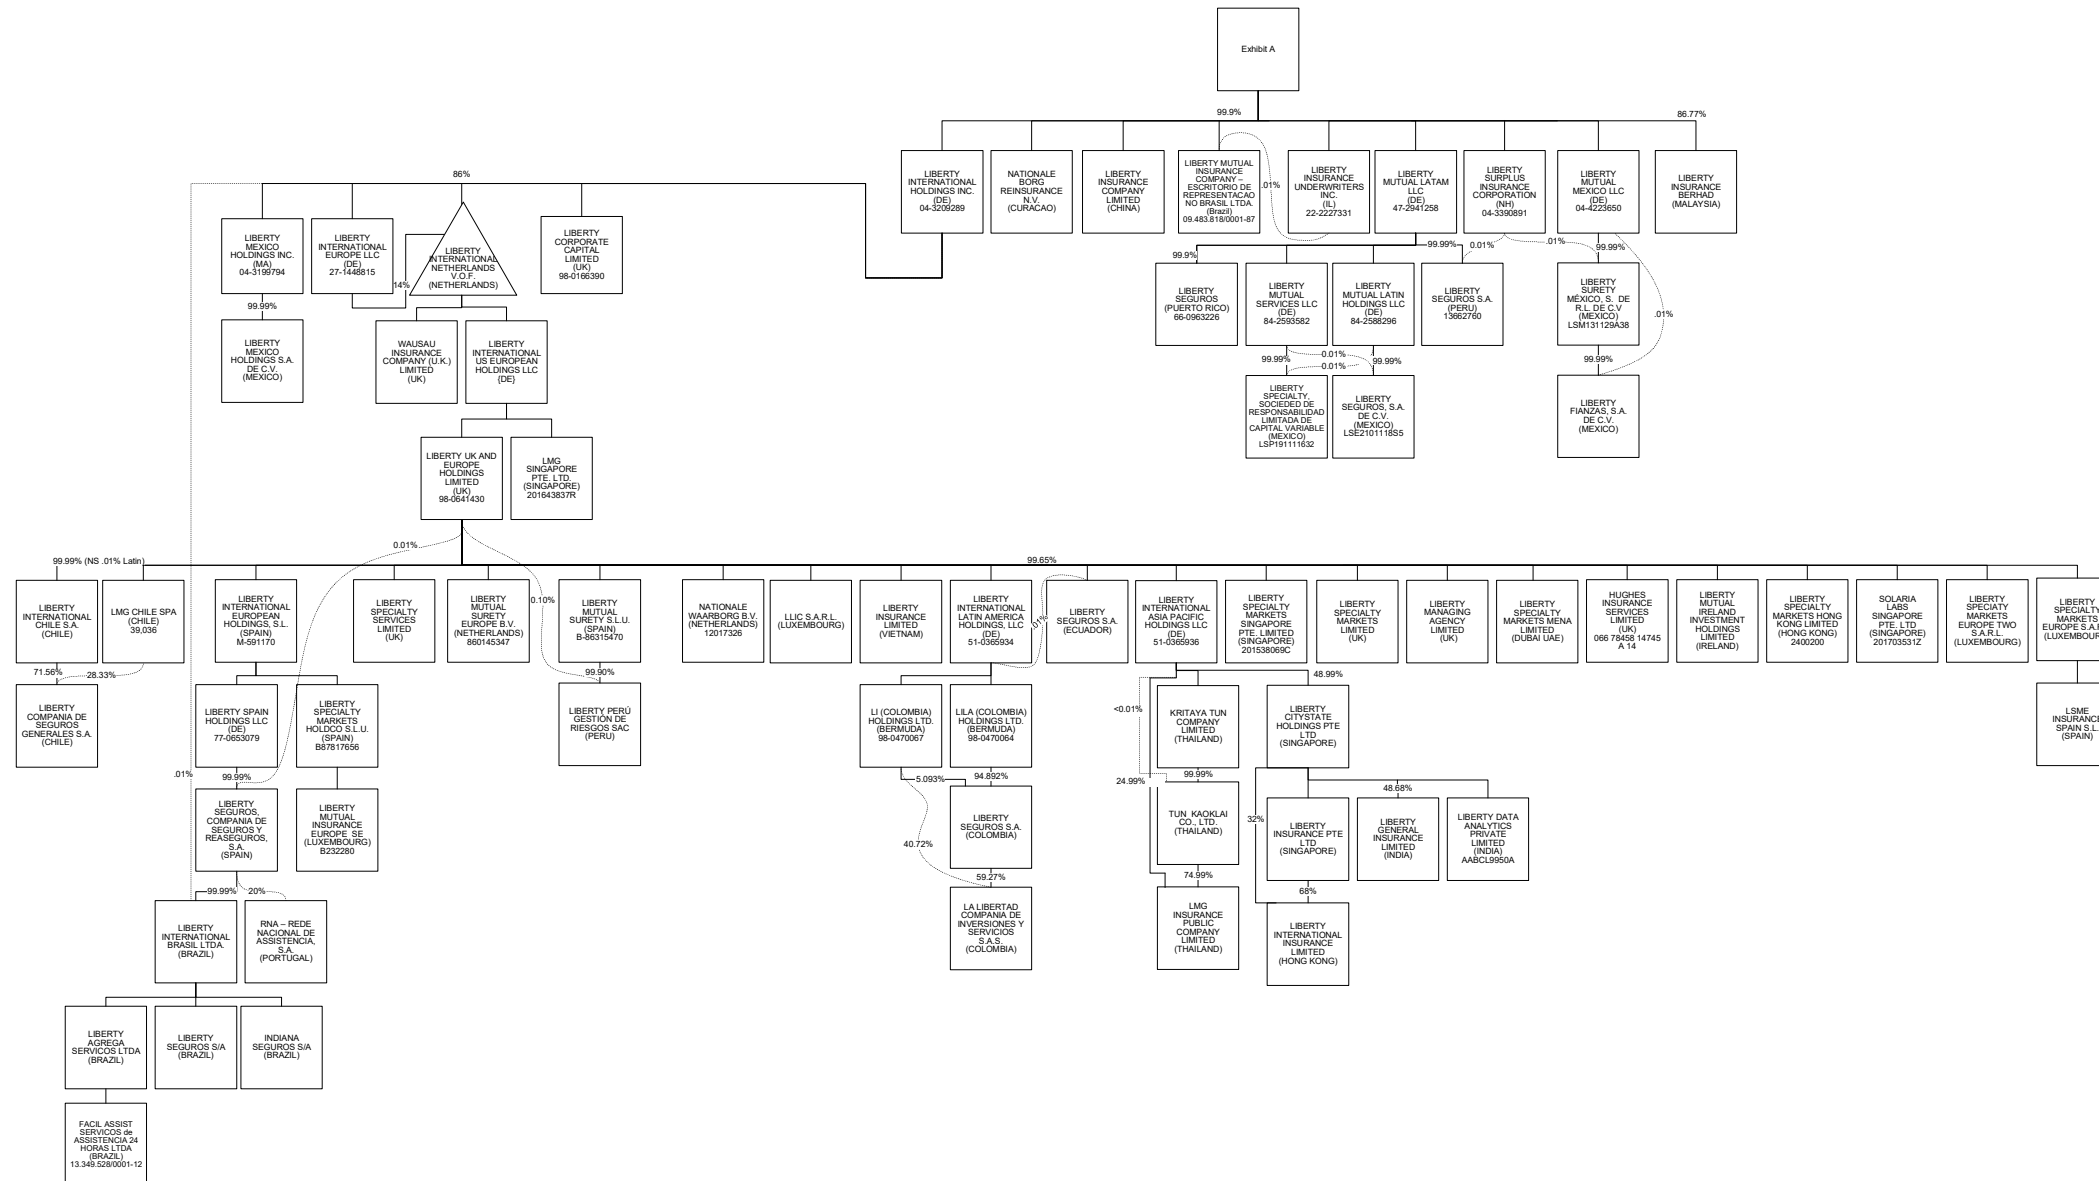 Exhibit A
99.9%
86.77%
LIBERTY
INTERNATIONAL
HOLDINGS INC.
(DE)
04-3209289
NATIONALE
BORG
REINSURANCE
N.V.
(CURACAO)
LIBERTY
INSURANCE
COMPANY
LIMITED
(CHINA)
LIBERTY MUTUAL
INSURANCE
COMPANY –
ESCRITORIO DE
REPRESENTACAO
NO BRASIL LTDA.
(Brazil)
09.483.818/0001-87
.01%
LIBERTY
INSURANCE
UNDERWRITERS
INC.
(IL)
22-2227331
LIBERTY
MUTUAL LATAM
LLC
(DE)
47-2941258
LIBERTY
SURPLUS
INSURANCE
CORPORATION
(NH)
04-3390891
LIBERTY
MUTUAL
MEXICO LLC
(DE)
04-4223650
LIBERTY
INSURANCE
BERHAD
(MALAYSIA)
86%
LIBERTY
MEXICO
HOLDINGS INC.
(MA)
04-3199794
LIBERTY
INTERNATIONAL
EUROPE LLC
(DE)
27-1448815
14%
LIBERTY
INTERNATIONAL
NETHERLANDS
V.O.F.
(NETHERLANDS)
LIBERTY
CORPORATE
CAPITAL
LIMITED
(UK)
98-0166390
99.9%
99.99%
0.01%
.01%
99.99%
LIBERTY
SEGUROS
(PUERTO RICO)
66-0963226
LIBERTY
MUTUAL
SERVICES LLC
(DE)
84-2593582
LIBERTY
MUTUAL LATIN
HOLDINGS LLC
(DE)
84-2588296
LIBERTY
SEGUROS S.A.
(PERU)
13662760
LIBERTY
SURETY
MÉXICO, S. DE
R.L. DE C.V
(MEXICO)
LSM131129A38
.01%
99.99%
LIBERTY
MEXICO
HOLDINGS S.A.
DE C.V.
(MEXICO)
WAUSAU
INSURANCE
COMPANY (U.K.)
LIMITED
(UK)
LIBERTY
INTERNATIONAL
US EUROPEAN
HOLDINGS LLC
(DE)
99.99%
0.01%
0.01%
99.99%
99.99%
LIBERTY
SPECIALTY,
SOCIEDED DE
RESPONSABILIDAD
LIMITADA DE
CAPITAL VARIABLE
(MEXICO)
LSP191111632
LIBERTY
SEGUROS, S.A.
DE C.V.
(MEXICO)
LSE2101118S5
LIBERTY
FIANZAS, S.A.
DE C.V.
(MEXICO)
LIBERTY UK AND
EUROPE
HOLDINGS
LIMITED
(UK)
98-0641430
LMG
SINGAPORE
PTE. LTD.
(SINGAPORE)
201643837R
0.01%
99.99% (NS .01% Latin)
99.65%
LIBERTY
INTERNATIONAL
CHILE S.A.
(CHILE)
LMG CHILE SPA
(CHILE)
39,036
LIBERTY
INTERNATIONAL
EUROPEAN
HOLDINGS, S.L.
(SPAIN)
M-591170
LIBERTY
SPECIALTY
SERVICES
LIMITED
(UK)
LIBERTY
MUTUAL
SURETY
EUROPE B.V.
(NETHERLANDS)
860145347
0.10%
LIBERTY
MUTUAL
SURETY S.L.U.
(SPAIN)
B-86315470
NATIONALE
WAARBORG B.V.
(NETHERLANDS)
12017326
LLIC S.A.R.L.
(LUXEMBOURG)
LIBERTY
INSURANCE
LIMITED
(VIETNAM)
LIBERTY
INTERNATIONAL
LATIN AMERICA
HOLDINGS, LLC
(DE)
51-0365934
.01%
LIBERTY
SEGUROS S.A.
(ECUADOR)
LIBERTY
INTERNATIONAL
ASIA PACIFIC
HOLDINGS LLC
(DE)
51-0365936
LIBERTY
SPECIALTY
MARKETS
SINGAPORE
PTE. LIMITED
(SINGAPORE)
201538069C
LIBERTY
SPECIALTY
MARKETS
LIMITED
(UK)
LIBERTY
MANAGING
AGENCY
LIMITED
(UK)
LIBERTY
SPECIALTY
MARKETS MENA
LIMITED
(DUBAI UAE)
HUGHES
INSURANCE
SERVICES
LIMITED
(UK)
066 78458 14745
A 14
LIBERTY
MUTUAL
IRELAND
INVESTMENT
HOLDINGS
LIMITED
(IRELAND)
LIBERTY
SPECIALTY
MARKETS HONG
KONG LIMITED
(HONG KONG)
2400200
SOLARIA
LABS
SINGAPORE
PTE. LTD
(SINGAPORE)
201703531Z
LIBERTY
SPECIATY
MARKETS
EUROPE TWO
S.A.R.L.
(LUXEMBOURG)
LIBERTY
SPECIALTY
MARKETS
EUROPE S.A.R
(LUXEMBOUR
71.56%
28.33%
LIBERTY
COMPANIA DE
SEGUROS
GENERALES S.A.
(CHILE)
LIBERTY SPAIN
HOLDINGS LLC
(DE)
77-0653079
LIBERTY
SPECIALTY
MARKETS
HOLDCO S.L.U.
(SPAIN)
B87817656
99.90%
LIBERTY PERÚ
GESTIÓN DE
RIESGOS SAC
(PERU)
LI (COLOMBIA)
HOLDINGS LTD.
(BERMUDA)
98-0470067
LILA (COLOMBIA)
HOLDINGS LTD.
(BERMUDA)
98-0470064
<0.01%
KRITAYA TUN
COMPANY
LIMITED
(THAILAND)
48.99%
LIBERTY
CITYSTATE
HOLDINGS PTE
LTD
(SINGAPORE)
LSME
INSURANCE
SPAIN S.L.
(SPAIN)
.01%
99.99%
5.093%
94.892%
24.99%
99.99%
48.68%
LIBERTY
SEGUROS,
COMPANIA DE
SEGUROS Y
REASEGUROS,
S.A.
(SPAIN)
LIBERTY
MUTUAL
INSURANCE
EUROPE SE
(LUXEMBOURG)
B232280
40.72%
LIBERTY
SEGUROS S.A.
(COLOMBIA)
TUN KAOKLAI
CO., LTD.
(THAILAND)
32%
LIBERTY
INSURANCE PTE
LTD
(SINGAPORE)
LIBERTY
GENERAL
INSURANCE
LIMITED
(INDIA)
LIBERTY DATA
ANALYTICS
PRIVATE
LIMITED
(INDIA)
AABCL9950A
99.99%
20%
59.27%
74.99%
68%
LIBERTY
INTERNATIONAL
BRASIL LTDA.
(BRAZIL)
RNA – REDE
NACIONAL DE
ASSISTENCIA,
S.A.
(PORTUGAL)
LA LIBERTAD
COMPANIA DE
INVERSIONES Y
SERVICIOS
S.A.S.
(COLOMBIA)
LMG
INSURANCE
PUBLIC
COMPANY
LIMITED
(THAILAND)
LIBERTY
INTERNATIONAL
INSURANCE
LIMITED
(HONG KONG)
LIBERTY
AGREGA
SERVICOS LTDA
(BRAZIL)
LIBERTY
SEGUROS S/A
(BRAZIL)
INDIANA
SEGUROS S/A
(BRAZIL)
FACIL ASSIST
SERVICOS de
ASSISTENCIA 24
HORAS LTDA
(BRAZIL)
13.349.528/0001-12